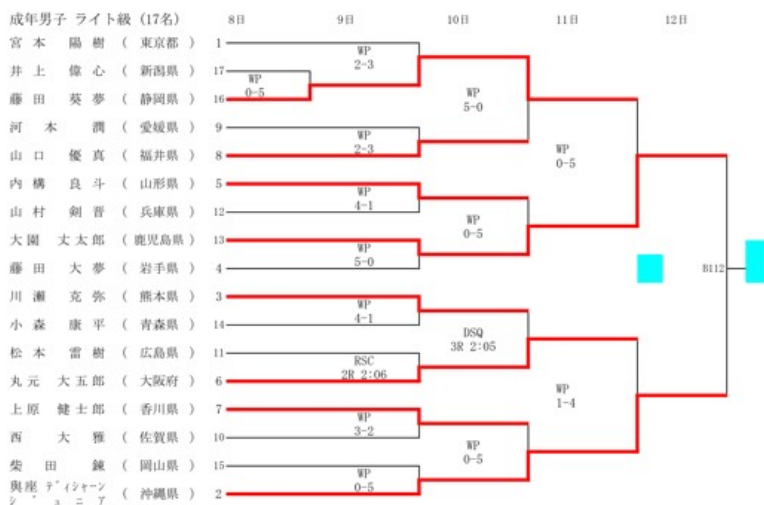 成年男子 ライト級 (17名) 8日 9日 10日 11日 12日
宮本 陽樹 ( 東京都 ) 1
WP
2-3
井上 偉心 ( 新潟県 ) 17
WP
0-5
藤田 葵夢 ( 静岡県 ) 16
WP
5-0
河本 潤 ( 愛媛県 ) 9
WP
2-3
山口 優真 ( 福井県 ) 8
WP
0-5
内構 良斗 ( 山形県 ) 5
WP
4-1
山村 剣晋 ( 兵庫県 ) 12
WP
0-5
大園 丈太郎 ( 鹿児島県 ) 13
WP
5-0
藤田 大夢 ( 岩手県 ) 4
B112
川瀬 克弥 ( 熊本県 ) 3
WP
4-1
小森 康平 ( 青森県 ) 14
DSQ
3R 2:05
松本 雷樹 ( 広島県 ) 11
RSC
2R 2:06
丸元 大五郎 ( 大阪府 ) 6
WP
1-4
上原 健士郎 ( 香川県 ) 7
WP
3-2
西 大雅 ( 佐賀県 ) 10
WP
0-5
柴田 錬 ( 岡山県 ) 15
WP
0-5
與座 ディシャーン
ジュニア ( 沖縄県 ) 2